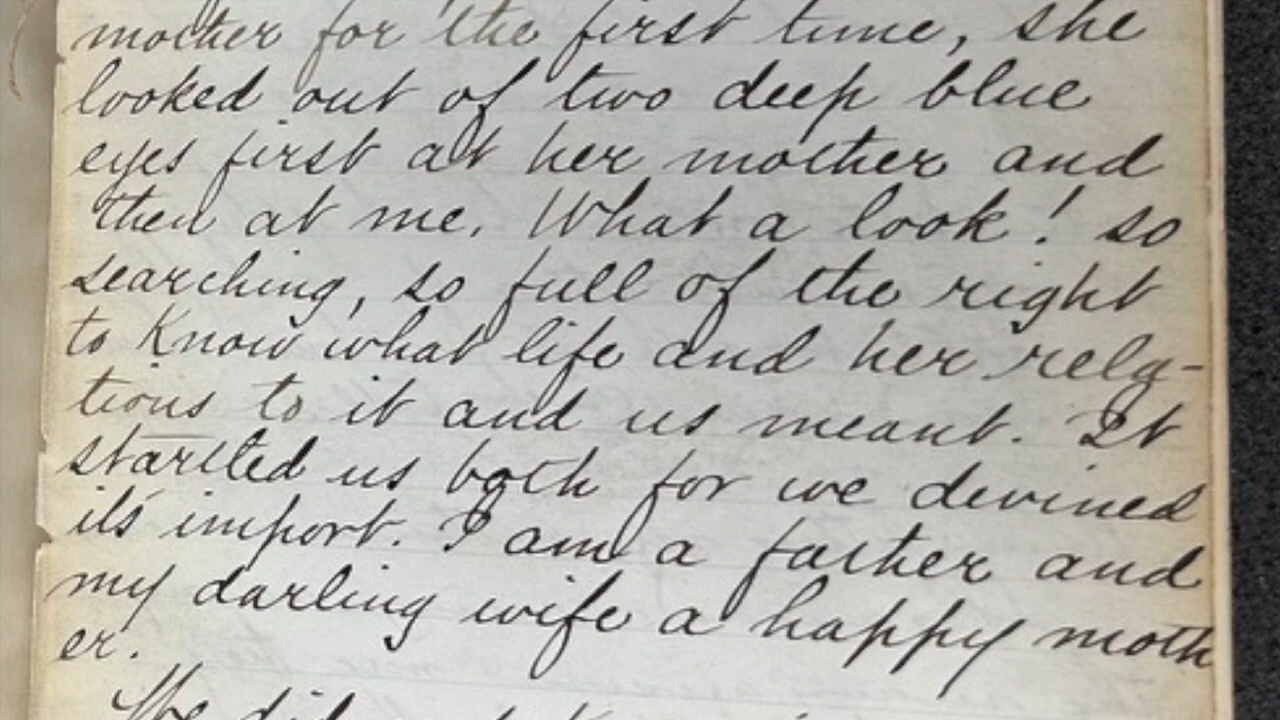 mother for the first time, she
looked out of two deep blue
eyes first at her mother and
then at me. What a look! so
searching, so full of the right
to Know what life and her rela-
tions to it and us meant. It
startled us both for we devined
its import. I am a father and
my darling wife a happy moth
er.
We did